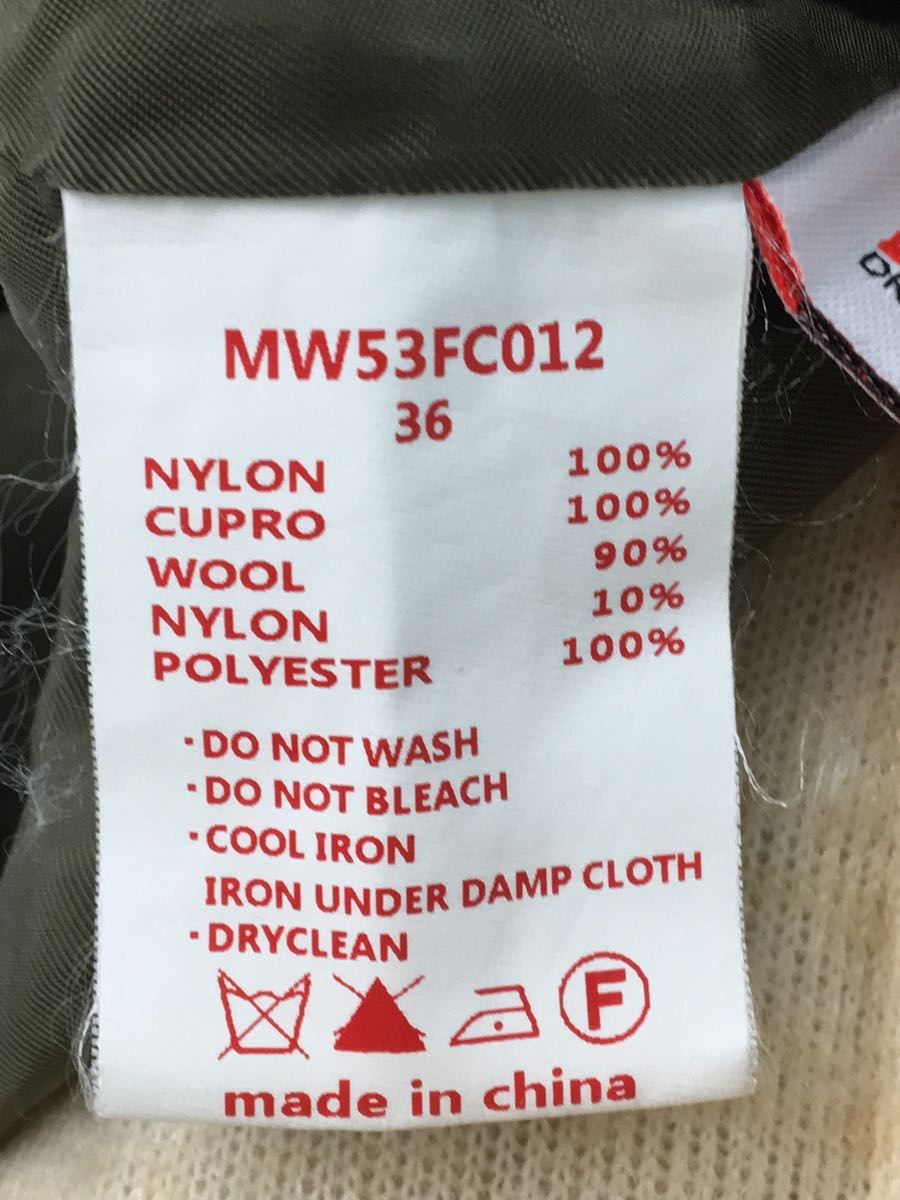 MW53FC012
36
NYLON 100%
CUPRO 100%
WOOL 90%
NYLON 10%
POLYESTER 100%
·DO NOT WASH
·DO NOT BLEACH
·COOL IRON
IRON UNDER DAMP CLOTH
·DRYCLEAN
F
made in china